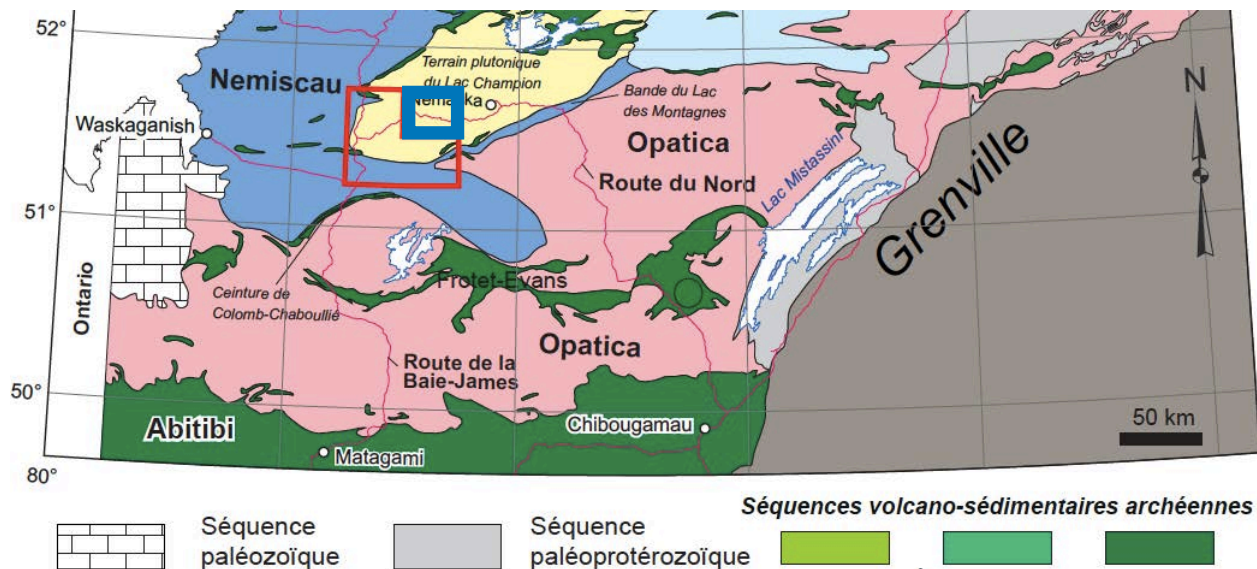 52°
Terrain plutonique
du Lac Champion
Nemiscau
Bande du Lac
des Montagnes
Waskaganish
Opatica
Route du Nord
Lac Mistassini
N
51°
Grenville
Ontario
Ceinture de
Colomb-Chaboullié
Frotet-Evans
Opatica
Route de la
Baie-James
50°
50 km
Abitibi
Chibougamau
Matagami
80°
Séquence
paléozoïque
Séquence
paléoprotérozoïque
Séquences volcano-sédimentaires archéennes